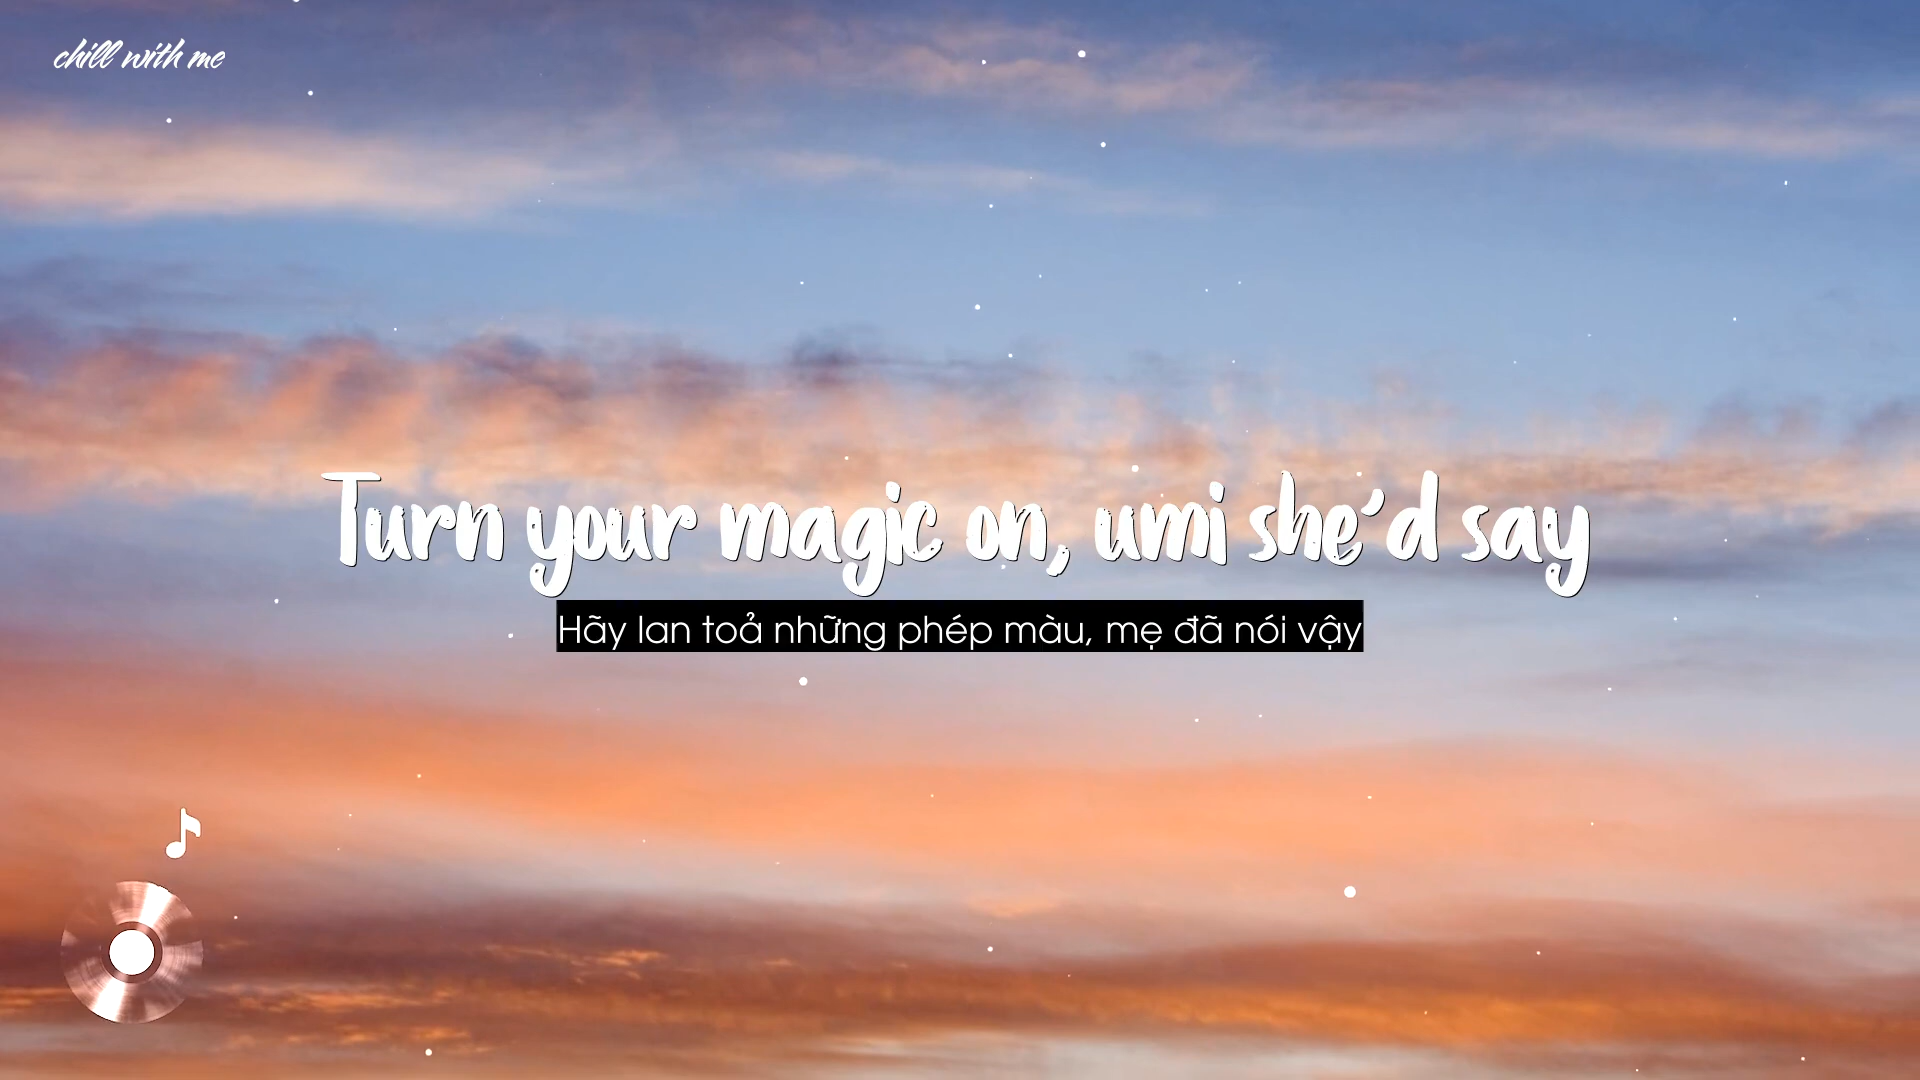 chill with me
Turn your magic on, umi she'd say
Hãy lan toả những phép màu, mẹ đã nói vậy